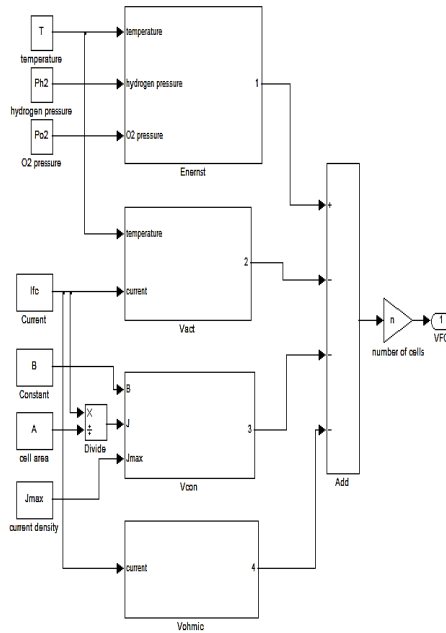 T
temperature
temperature
Ph2
hydrogen pressure
hydrogen pressure
1
Po2
O2 pressure
O2 pressure
Enernst
temperature
2
Ifc
Current
current
Vact
+
−
−
−
Add
n
number of cells
1
VFC
B
Constant
B
A
cell area
×
÷
Divide
J
3
Jmax
current density
Jmax
Vcon
current
4
Vohmic